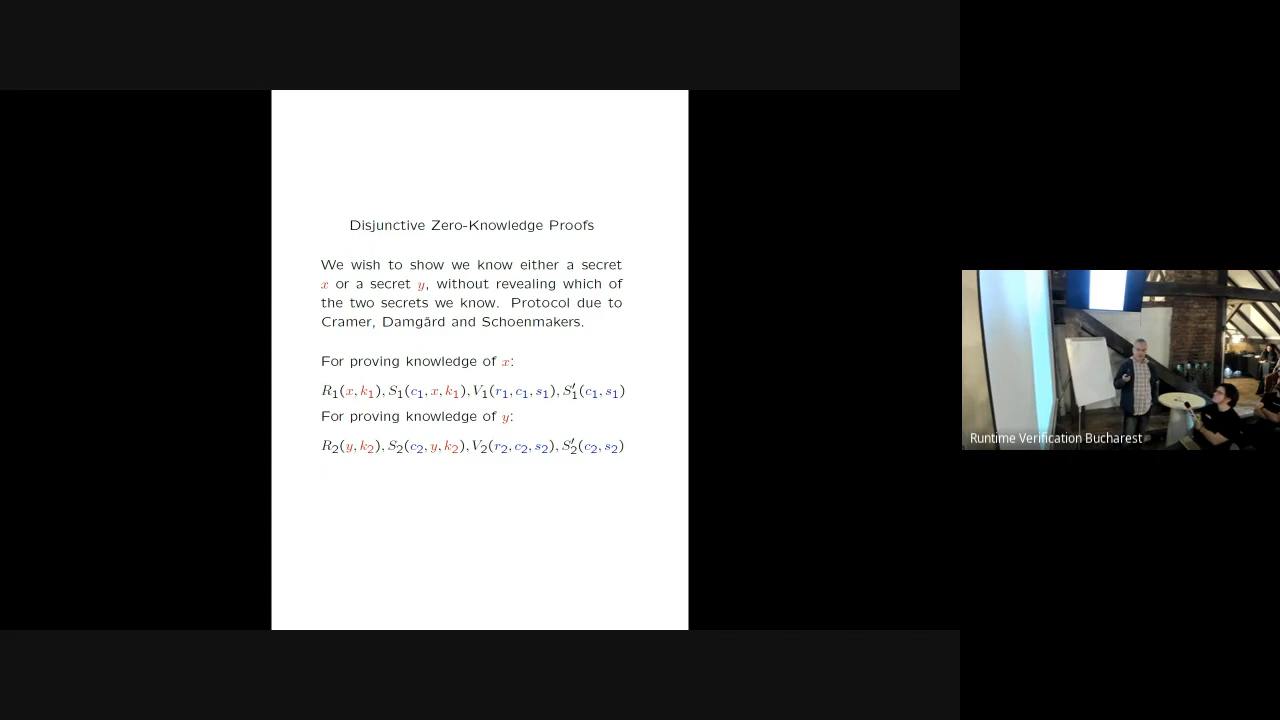 Disjunctive Zero-Knowledge Proofs
We wish to show we know either a secret
x or a secret y, without revealing which of
the two secrets we know. Protocol due to
Cramer, Damgård and Schoenmakers.
For proving knowledge of x:
R₁(x, k₁), S₁(c₁, x, k₁), V₁(r₁, c₁, s₁), S′₁(c₁, s₁)
For proving knowledge of y:
R₂(y, k₂), S₂(c₂, y, k₂), V₂(r₂, c₂, s₂), S′₂(c₂, s₂)
Runtime Verification Bucharest